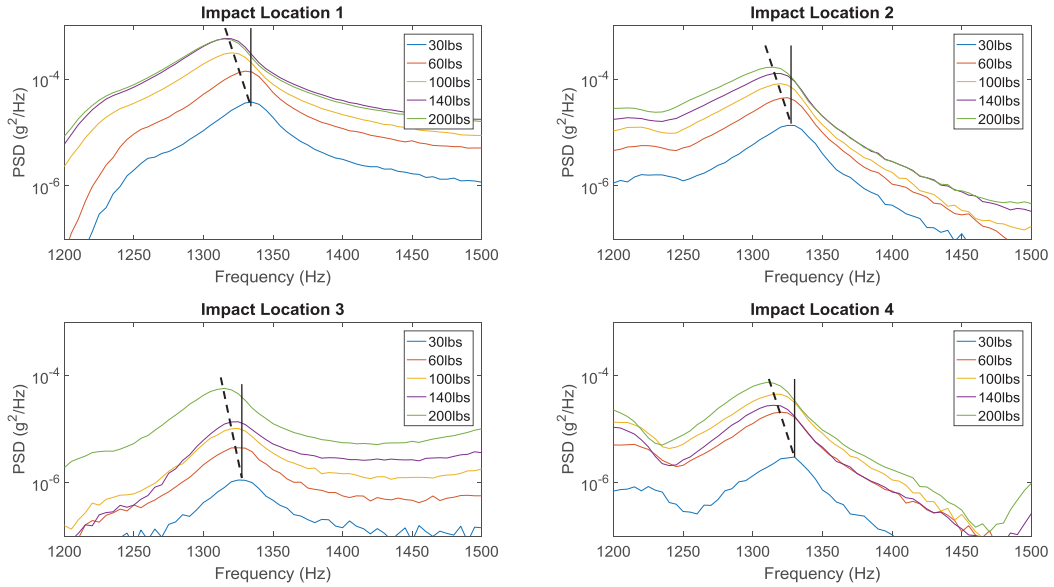 Impact Location 1
PSD (g²/Hz)
10⁻⁴
10⁻⁶
30lbs
60lbs
100lbs
140lbs
200lbs
1200 1250 1300 1350 1400 1450 1500
Frequency (Hz)
Impact Location 2
PSD (g²/Hz)
10⁻⁴
10⁻⁶
30lbs
60lbs
100lbs
140lbs
200lbs
1200 1250 1300 1350 1400 1450 1500
Frequency (Hz)
Impact Location 3
PSD (g²/Hz)
10⁻⁴
10⁻⁶
30lbs
60lbs
100lbs
140lbs
200lbs
1200 1250 1300 1350 1400 1450 1500
Frequency (Hz)
Impact Location 4
PSD (g²/Hz)
10⁻⁴
10⁻⁶
30lbs
60lbs
100lbs
140lbs
200lbs
1200 1250 1300 1350 1400 1450 1500
Frequency (Hz)